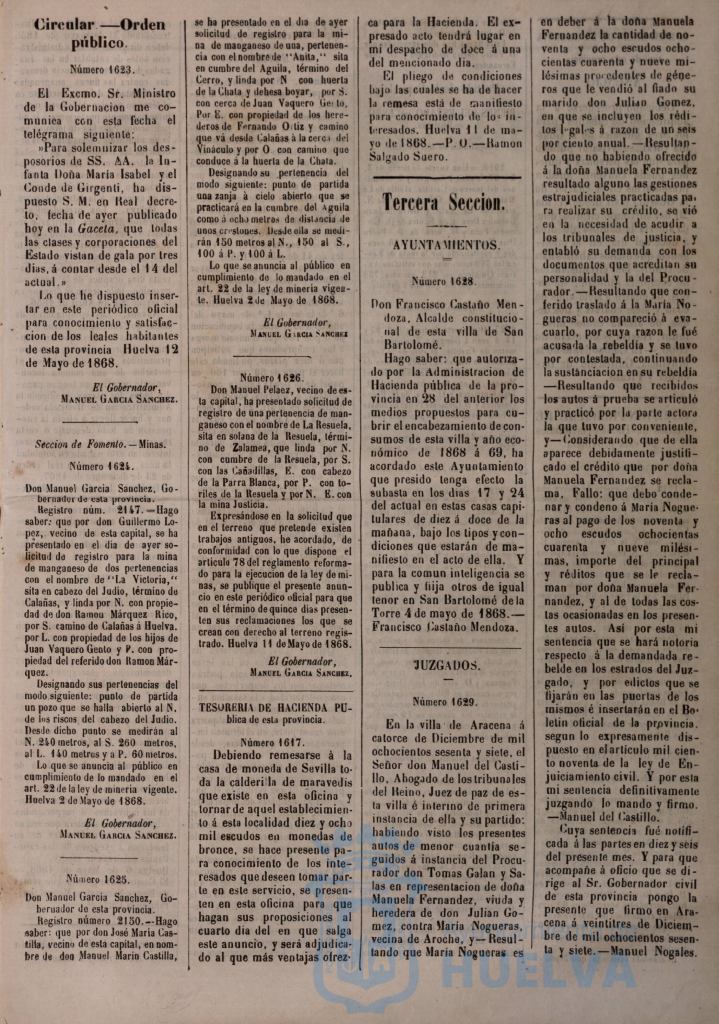 Circular —Orden
público.
Número 1623.
El Excmo. Sr. Ministro
de la Gobernacion me co-
munica con esta fecha el
telégrama siguiente:
»Para solemnizar los des-
posorios de SS. AA. la In-
fanta Doña Maria Isabel y el
Conde de Girgenti, ha dis-
puesto S. M. en Real decre-
to, fecha de ayer publicado
hoy en la Gaceta, que todas
las clases y corporaciones del
Estado vistan de gala por tres
dias, á contar desde el 14 del
actual.»
Lo que he dispuesto inser-
tar en este periódico oficial
para conocimiento y satisfac-
cion de los leales habitantes
de esta provincia Huelva 12
de Mayo de 1868.
El Gobernador,
MANUEL GARCIA SANCHEZ.
Seccion de Fomento.—Minas.
Número 1624.
Don Manuel Garcia Sanchez, Go-
bernador de esta provincia.
Registro núm. 2147.—Hago
saber: que por don Guillermo Lo-
pez, vecino de esta capital, se ha
presentado en el dia de ayer so-
licitud de registro para la mina
de manganeso de dos pertenencias
con el nombre de "La Victoria,"
sita en cabezo del Judio, término de
Calañas, y linda por N. con propie-
dad de don Ramon Márquez Rico,
por S. camino de Calañas á Huelva.
por L. con propiedad de los hijos de
Juan Vaquero Gento y P. con pro-
piedad del referido don Ramon Már-
quez.
Designando sus pertenencias del
modo siguiente: punto de partida
un pozo que se halla abierto al N.
de los riscos del cabezo del Judio.
Desde dicho punto se medirán al
N. 240 metros, al S. 260 metros,
al L. 140 metros y a P. 60 metros.
Lo que se anuncia al público en
cumplimiento de lo mandado en el
art. 22 de la ley de mineria vigente.
Huelva 2 de Mayo de 1868.
El Gobernador,
MANUEL GARCIA SANCHEZ.
Número 1625.
Don Manuel Garcia Sanchez, Go-
bernador de esta provincia.
Registro número 2150.—Hago
saber: que por don José Maria Cas-
tilla, vecino de esta capital, en nom-
bre de don Manuel Marin Castilla,
se ha presentado en el dia de ayer
solicitud de registro para la mi-
na de manganeso de una, pertenen-
cia con el nombre de "Anita," sita
en cumbre del Aguila, término del
Cerro, y linda por N con huerta
de la Chata y dehesa boyar, por S.
con cerca de Juan Vaquero Gento,
Por E. con propiedad de los here-
deros de Fernando Ortiz y camino
que vá desde Calañas á la cerca del
Vináculo y por O con camino que
conduce á la huerta de la Chata.
Designando su pertenencia del
modo siguiente: punto de partida
una zanja á cielo abierto que se
practicará en la cumbre del Aguila
como á ocho metros de distancia de
unos crestones. Desde ella se medi-
rán 150 metros al N., 150 al S.,
100 á P. y 100 á L.
Lo que se anuncia al público en
cumplimiento de lo mandado en el
art. 22 de la ley de mineria vigen-
te. Huelva 2 de Mayo de 1868.
El Gobernador,
MANUEL GARCIA SANCHEZ
Número 1626.
Don Manuel Pelaez, vecino de es-
ta capital, ha presentado solicitud de
registro de una pertenencia de man-
ganeso con el nombre de La Resuela,
sita en solana de la Resuela, térmi-
no de Zalamea, que linda por N.
con cumbre de la Resuela, por S.
con las Cañadillas, E. con cabezo
de la Parra Blanca, por P. con to-
riles de la Resuela y por N. E. con
la mina Justicia.
Expresándose en la solicitud que
en el terreno que pretende existen
trabajos antiguos, he acordado, de
conformidad con lo que dispone el
articulo 78 del reglamento reforma-
do para la ejecucion de la ley de mi-
nas, se publique el presente anun-
cio en este periódico oficial para que
en el término de quince dias presen-
ten sus reclamaciones los que se
crean con derecho al terreno regis-
trado. Huelva 11 de Mayo de 1868.
El Gobernador,
MANUEL GARCIA SANCHEZ.
TESORERIA DE HACIENDA PU-
blica de esta provincia.
Número 1617.
Debiendo remesarse á la
casa de moneda de Sevilla to-
da la calderilla de maravedis
que existe en esta oficina y
tornar de aquel establecimien-
to á esta localidad diez y ocho
mil escudos en monedas de
bronce, se hace presente pa-
ra conocimiento de los inte-
resados que deseen tomar par-
te en este servicio, se presen-
ten en esta oficina para que
hagan sus proposiciones al
cuarto dia del en que salga
este anuncio, y será adjudica-
do al que mas ventajas ofrez-
ca para la Hacienda. El ex-
presado acto tendrá lugar en
mi despacho de doce á una
del mencionado dia.
El pliego de condiciones
bajo las cuales se ha de hacer
la remesa está de manifiesto
para conocimiento de los in-
teresados. Huelva 11 de ma-
yo de 1868.—P. O.—Ramon
Salgado Suero.
Tercera Seccion.
AYUNTAMIENTOS.
Número 1628.
Don Francisco Castaño Men-
doza, Alcalde constitucio-
nal de esta villa de San
Bartolomé.
Hago saber: que autoriza-
do por la Administracion de
Hacienda pública de la pro-
vincia en 28 del anterior los
medios propuestos para cu-
brir el encabezamiento de con-
sumos de esta villa y año eco-
nómico de 1868 á 69, ha
acordado este Ayuntamiento
que presido tenga efecto la
subasta en los dias 17 y 24
del actual en estas casas capi-
tulares de diez á doce de la
mañana, bajo los tipos y con-
diciones que estarán de ma-
nifiesto en el acto de ella. Y
para la comun inteligencia se
publica y fija otros de igual
tenor en San Bartolomé de la
Torre 4 de mayo de 1868.—
Francisco Castaño Mendoza.
JUZGADOS.
Número 1629.
En la villa de Aracena á
catorce de Diciembre de mil
ochocientos sesenta y siete, el
Señor don Manuel del Casti-
llo, Abogado de los tribunales
del Reino, Juez de paz de es-
ta villa é interino de primera
instancia de ella y su partido:
habiendo visto los presentes
autos de menor cuantia se-
guidos á instancia del Procu-
rador don Tomas Galan y Sa-
las en representacion de doña
Manuela Fernandez, viuda y
heredera de don Julian Go-
mez, contra Maria Nogueras,
vecina de Aroche, y—Resul-
tando que Maria Nogueras es
en deber á la doña Manuela
Fernandez la cantidad de no-
venta y ocho escudos ocho-
cientas cuarenta y nueve mi-
lésimas procedentes de géne-
ros que le vendió al fiado su
marido don Julian Gomez,
en que se incluyen los rédi-
tos legales á razon de un seis
por ciento anual.—Resultan-
do que no habiendo ofrecido
á la doña Manuela Fernandez
resultado alguno las gestiones
estrajudiciales practicadas pa-
ra realizar su crédito, se vió
en la necesidad de acudir a
los tribunales de justicia, y
entabló su demanda con los
documentos que acreditan su
personalidad y la del Procu-
rador.—Resultando que con-
ferido traslado á la Maria No-
gueras no compareció á eva-
cuarlo, por cuya razon le fué
acusada la rebeldía y se tuvo
por contestada, continuando
la sustanciacion en su rebeldia
—Resultando que recibidos
los autos á prueba se articuló
y practicó por la parte actora
la que tuvo por conveniente,
y—Considerando que de ella
aparece debidamente justifi-
cado el crédito que por doña
Manuela Fernandez se recla-
ma, Fallo: que debo conde-
nar y condeno á Maria Nogue-
ras al pago de los noventa y
ocho escudos ochocientas
cuarenta y nueve milési-
mas, importe del principal
y réditos que se le recla-
man por doña Manuela Fer-
nandez, y al de todas las cos-
tas ocasionadas en los presen-
tes autos. Asi por esta mi
sentencia que se hará notoria
respecto á la demandada re-
belde en los estrados del Juz-
gado, y por edictos que se
fijarán en las puertas de los
mismos é insertarán en el Bo-
letin oficial de la provincia.
segun lo expresamente dis-
puesto en el articulo mil cien-
to noventa de la ley de En-
juiciamiento civil. Y por esta
mi sentencia definitivamente
juzgando lo mando y firmo.
—Manuel del Castillo.
Cuya sentencia fué notifi-
cada á las partes en diez y seis
del presente mes. Y para que
acompañe á oficio que se di-
rige al Sr. Gobernador civil
de esta provincia pongo la
presente que firmo en Ara-
cena á veintitres de Diciem-
bre de mil ochocientos sesen-
ta y siete.—Manuel Nogales.
HUELVA